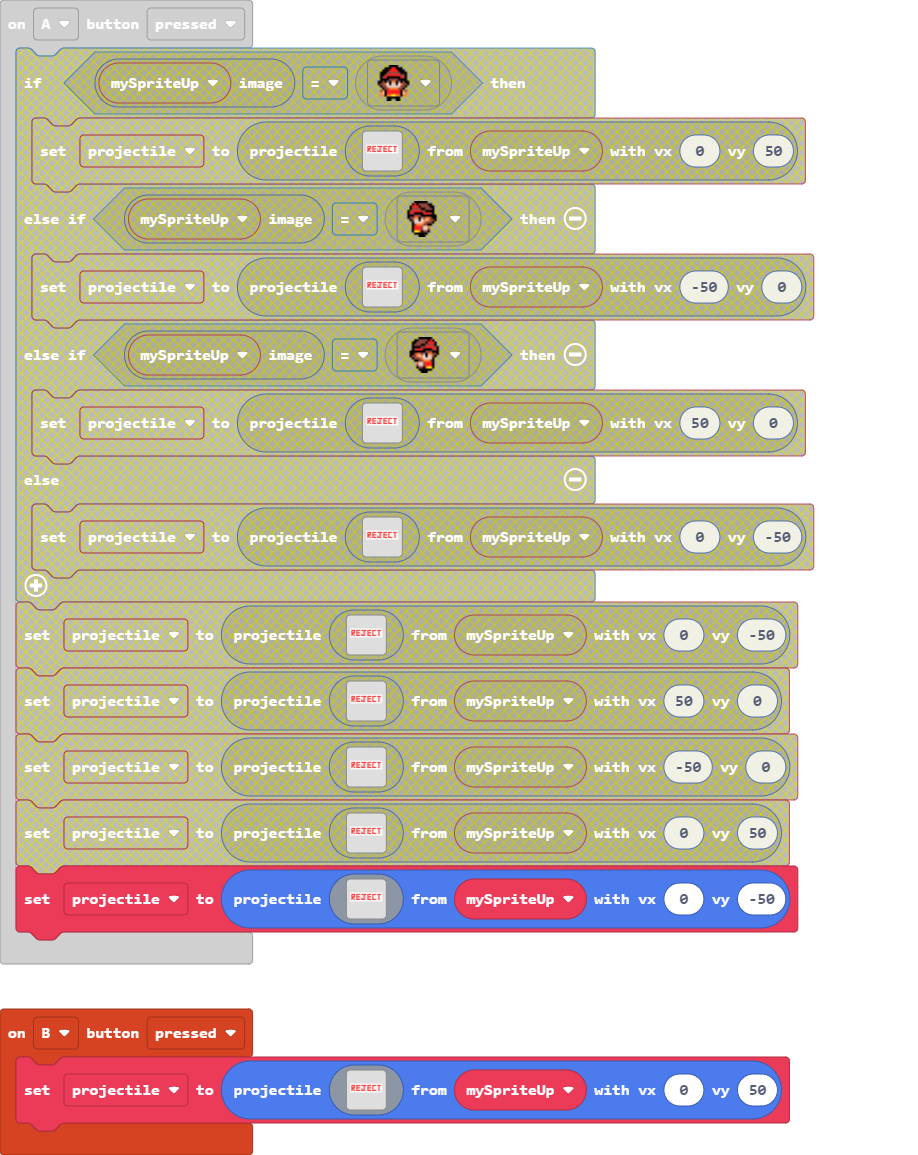 on A button pressed
if mySpriteUp image = then
set projectile to projectile REJECT from mySpriteUp with vx 0 vy 50
else if mySpriteUp image = then
set projectile to projectile REJECT from mySpriteUp with vx -50 vy 0
else if mySpriteUp image = then
set projectile to projectile REJECT from mySpriteUp with vx 50 vy 0
else
set projectile to projectile REJECT from mySpriteUp with vx 0 vy -50
set projectile to projectile REJECT from mySpriteUp with vx 0 vy -50
set projectile to projectile REJECT from mySpriteUp with vx 50 vy 0
set projectile to projectile REJECT from mySpriteUp with vx -50 vy 0
set projectile to projectile REJECT from mySpriteUp with vx 0 vy 50
set projectile to projectile REJECT from mySpriteUp with vx 0 vy -50
on B button pressed
set projectile to projectile REJECT from mySpriteUp with vx 0 vy 50